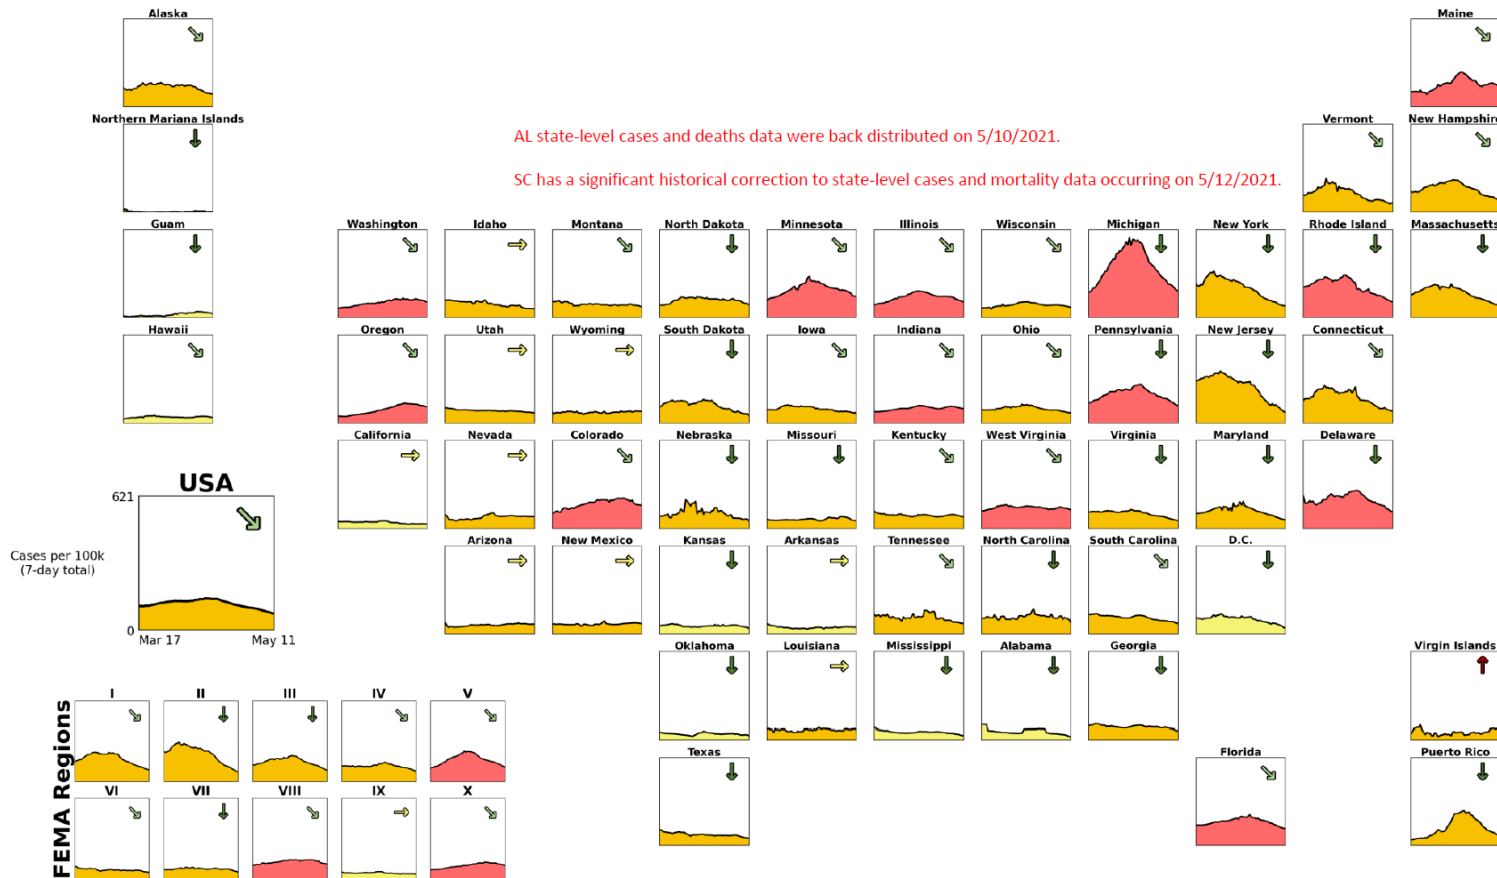 Alaska
Maine
Northern Mariana Islands
AL state-level cases and deaths data were back distributed on 5/10/2021.
Vermont
New Hampshire
SC has a significant historical correction to state-level cases and mortality data occurring on 5/12/2021.
Guam
Washington
Idaho
Montana
North Dakota
Minnesota
Illinois
Wisconsin
Michigan
New York
Rhode Island
Massachusetts
Hawaii
Oregon
Utah
Wyoming
South Dakota
Iowa
Indiana
Ohio
Pennsylvania
New Jersey
Connecticut
California
Nevada
Colorado
Nebraska
Missouri
Kentucky
West Virginia
Virginia
Maryland
Delaware
USA
621
Cases per 100k
(7-day total)
0
Mar 17
May 11
Arizona
New Mexico
Kansas
Arkansas
Tennessee
North Carolina
South Carolina
D.C.
Oklahoma
Louisiana
Mississippi
Alabama
Georgia
Virgin Islands
Texas
Florida
Puerto Rico
FEMA Regions
I
II
III
IV
V
VI
VII
VIII
IX
X